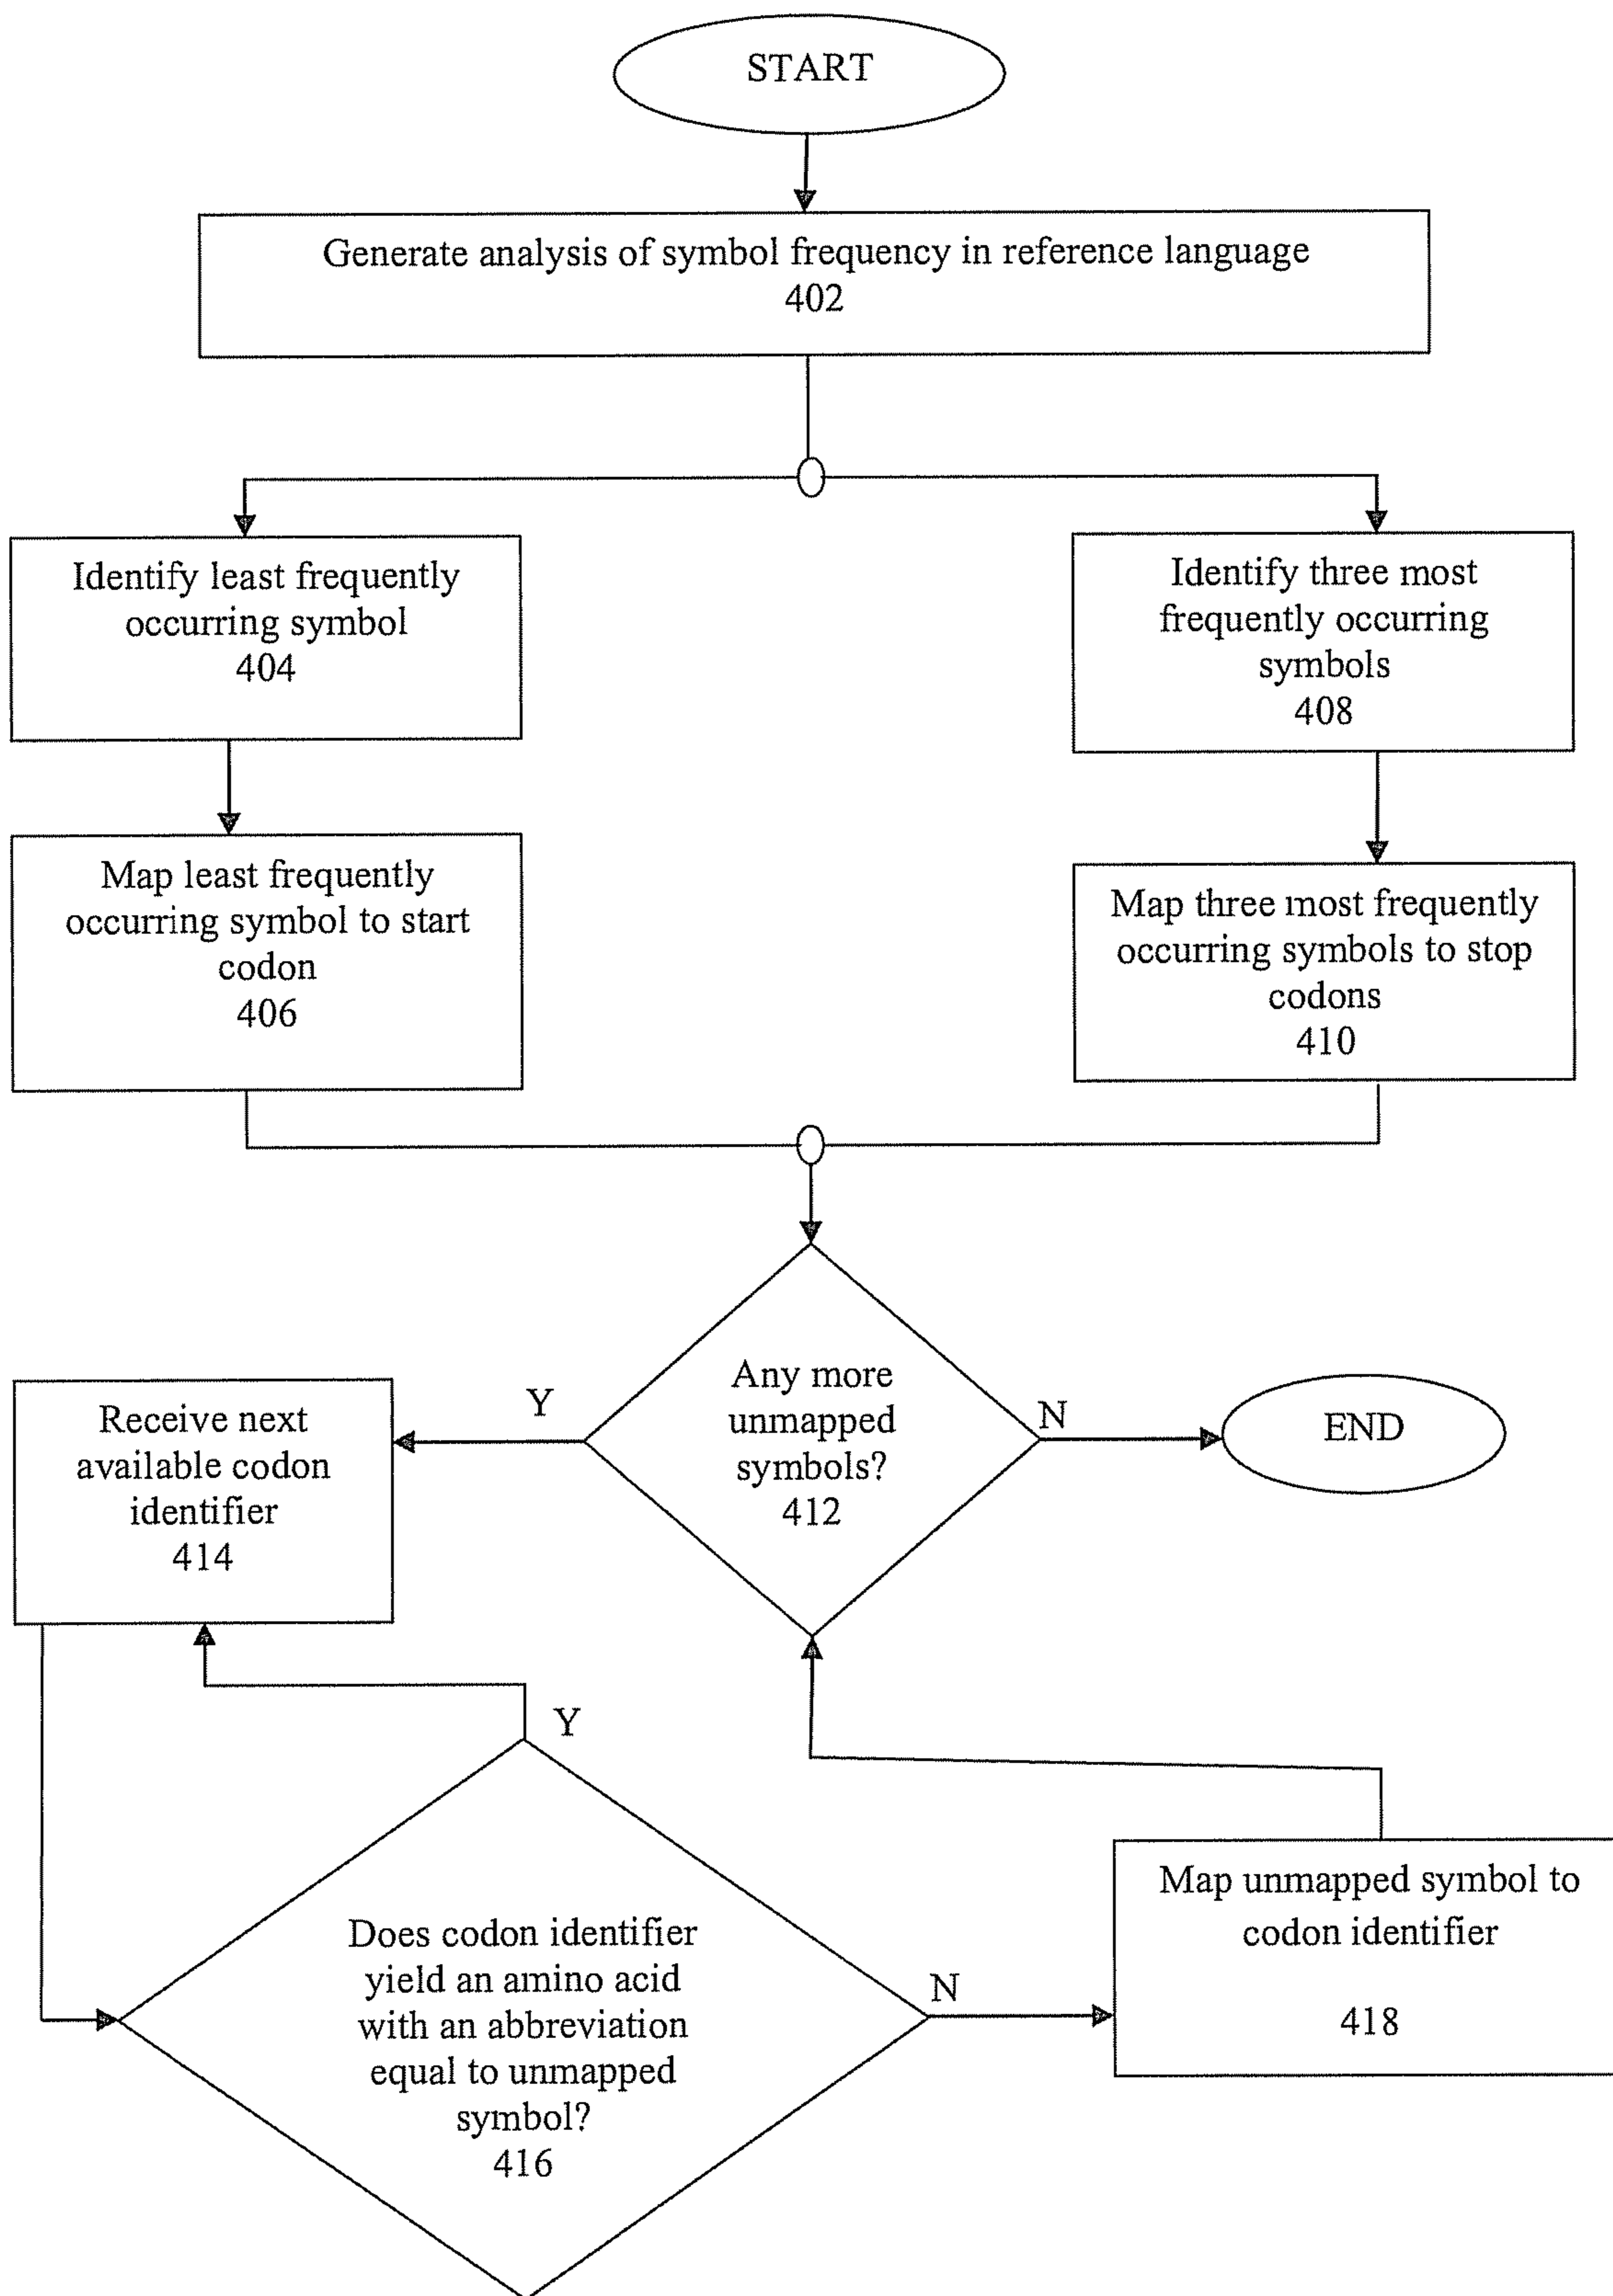 START
Generate analysis of symbol frequency in reference language
402
Identify least frequently
occurring symbol
404
Identify three most
frequently occurring
symbols
408
Map least frequently
occurring symbol to start
codon
406
Map three most frequently
occurring symbols to stop
codons
410
Any more
unmapped
symbols?
412
Y
N
END
Receive next
available codon
identifier
414
Y
Does codon identifier
yield an amino acid
with an abbreviation
equal to unmapped
symbol?
416
N
Map unmapped symbol to
codon identifier
418